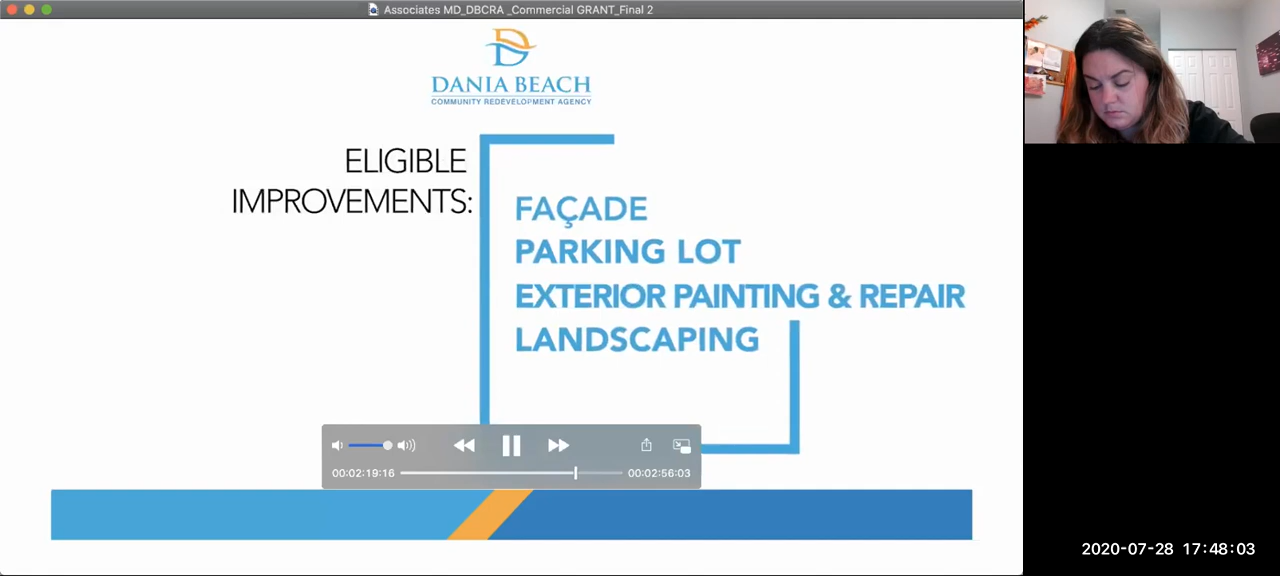 Associates MD_DBCRA _Commercial GRANT_Final 2
DANIA BEACH
COMMUNITY REDEVELOPMENT AGENCY
ELIGIBLE
IMPROVEMENTS:
FAÇADE
PARKING LOT
EXTERIOR PAINTING & REPAIR
LANDSCAPING
00:02:19:16
00:02:56:03
2020-07-28 17:48:03